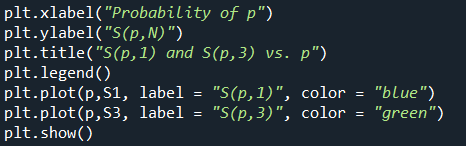 plt.xlabel("Probability of p")
plt.ylabel("S(p,N)")
plt.title("S(p,1) and S(p,3) vs. p")
plt.legend()
plt.plot(p,S1, label = "S(p,1)", color = "blue")
plt.plot(p,S3, label = "S(p,3)", color = "green")
plt.show()